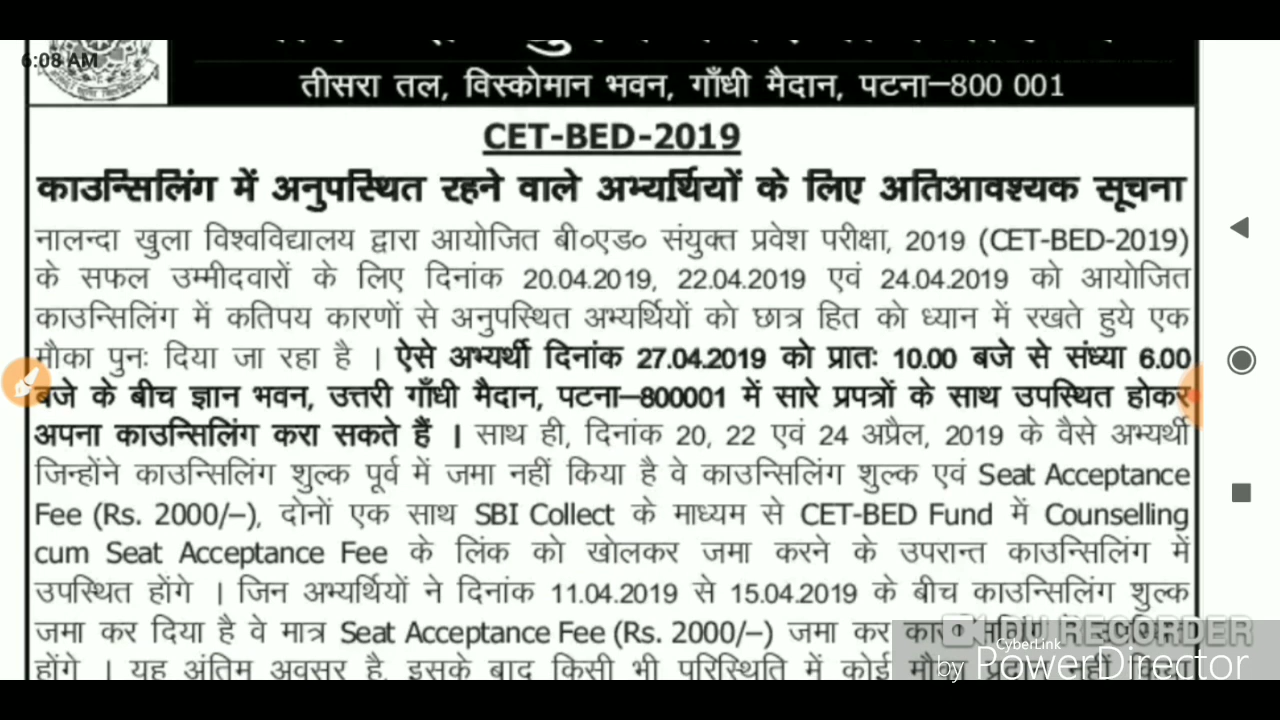 6:08 AM
तीसरा तल, विस्कोमान भवन, गाँधी मैदान, पटना–800 001
CET-BED-2019
काउन्सिलिंग में अनुपस्थित रहने वाले अभ्यर्थियों के लिए अतिआवश्यक सूचना
नालन्दा खुला विश्वविद्यालय द्वारा आयोजित बी०एड० संयुक्त प्रवेश परीक्षा, 2019 (CET-BED-2019)
के सफल उम्मीदवारों के लिए दिनांक 20.04.2019, 22.04.2019 एवं 24.04.2019 को आयोजित
काउन्सिलिंग में कतिपय कारणों से अनुपस्थित अभ्यर्थियों को छात्र हित को ध्यान में रखते हुये एक
मौका पुनः दिया जा रहा है । ऐसे अभ्यर्थी दिनांक 27.04.2019 को प्रातः 10.00 बजे से संध्या 6.00
बजे के बीच ज्ञान भवन, उत्तरी गाँधी मैदान, पटना–800001 में सारे प्रपत्रों के साथ उपस्थित होकर
अपना काउन्सिलिंग करा सकते हैं । साथ ही, दिनांक 20, 22 एवं 24 अप्रैल, 2019 के वैसे अभ्यर्थी
जिन्होंने काउन्सिलिंग शुल्क पूर्व में जमा नहीं किया है वे काउन्सिलिंग शुल्क एवं Seat Acceptance
Fee (Rs. 2000/–), दोनों एक साथ SBI Collect के माध्यम से CET-BED Fund में Counselling
cum Seat Acceptance Fee के लिंक को खोलकर जमा करने के उपरान्त काउन्सिलिंग में
उपस्थित होंगे । जिन अभ्यर्थियों ने दिनांक 11.04.2019 से 15.04.2019 के बीच काउन्सिलिंग शुल्क
जमा कर दिया है वे मात्र Seat Acceptance Fee (Rs. 2000/–) जमा कर
होंगे । यह अंतिम अवसर है, इसके बाद किसी भी परिस्थिति में कोई मौका
RECORDER
CyberLink
by PowerDirector